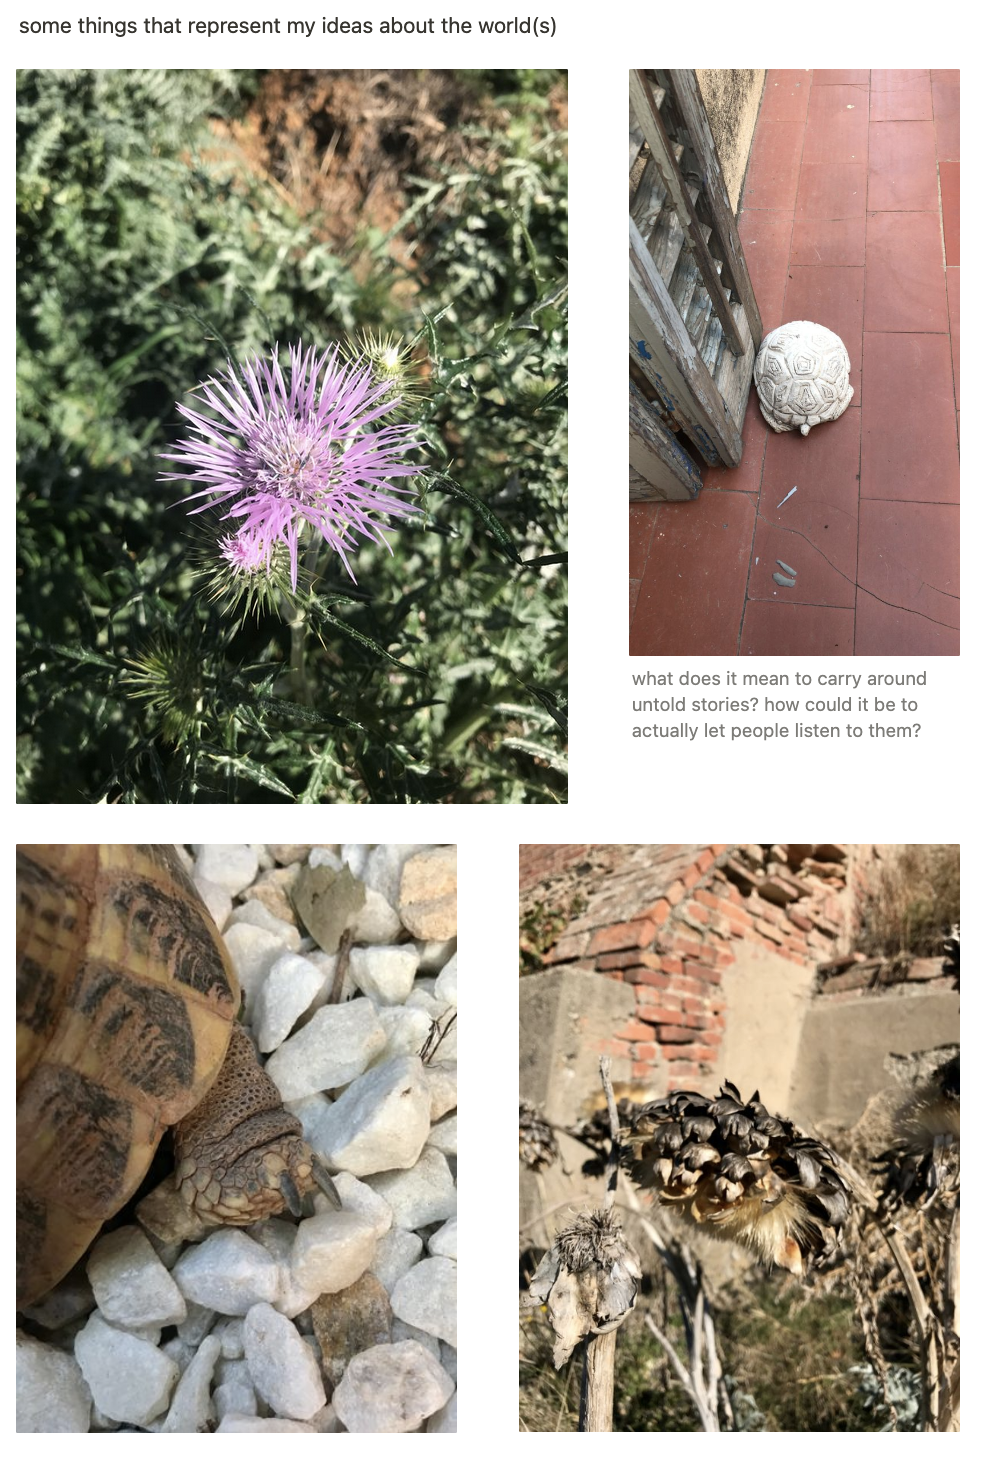 some things that represent my ideas about the world(s)
what does it mean to carry around
untold stories? how could it be to
actually let people listen to them?